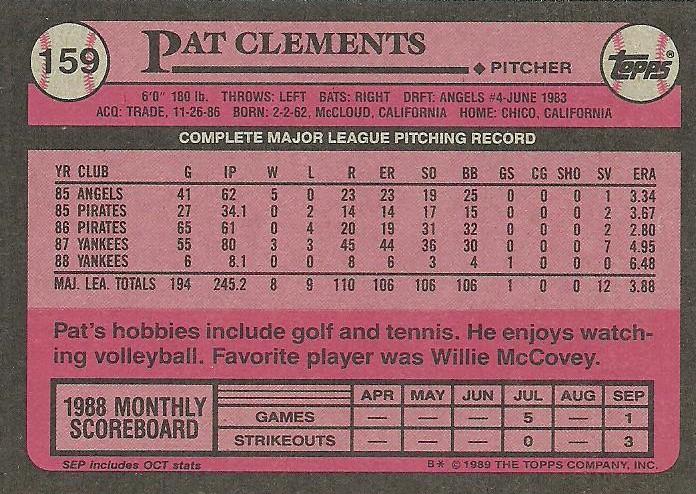 159
PAT CLEMENTS
◆ PITCHER
TOPPS®
6'0" 180 lb. THROWS: LEFT BATS: RIGHT DRFT: ANGELS #4-JUNE 1983
ACQ: TRADE, 11-26-86 BORN: 2-2-62, McCLOUD, CALIFORNIA HOME: CHICO, CALIFORNIA
COMPLETE MAJOR LEAGUE PITCHING RECORD
YR CLUB G IP W L R ER SO BB GS CG SHO SV ERA
85 ANGELS 41 62 5 0 23 23 19 25 0 0 0 1 3.34
85 PIRATES 27 34.1 0 2 14 14 17 15 0 0 0 2 3.67
86 PIRATES 65 61 0 4 20 19 31 32 0 0 0 2 2.80
87 YANKEES 55 80 3 3 45 44 36 30 0 0 0 7 4.95
88 YANKEES 6 8.1 0 0 8 6 3 4 1 0 0 0 6.48
MAJ. LEA. TOTALS 194 245.2 8 9 110 106 106 106 1 0 0 12 3.88
Pat's hobbies include golf and tennis. He enjoys watch-
ing volleyball. Favorite player was Willie McCovey.
1988 MONTHLY
SCOREBOARD
APR MAY JUN JUL AUG SEP
GAMES — — — 5 — 1
STRIKEOUTS — — — 0 — 3
SEP includes OCT stats
B* © 1989 THE TOPPS COMPANY, INC.